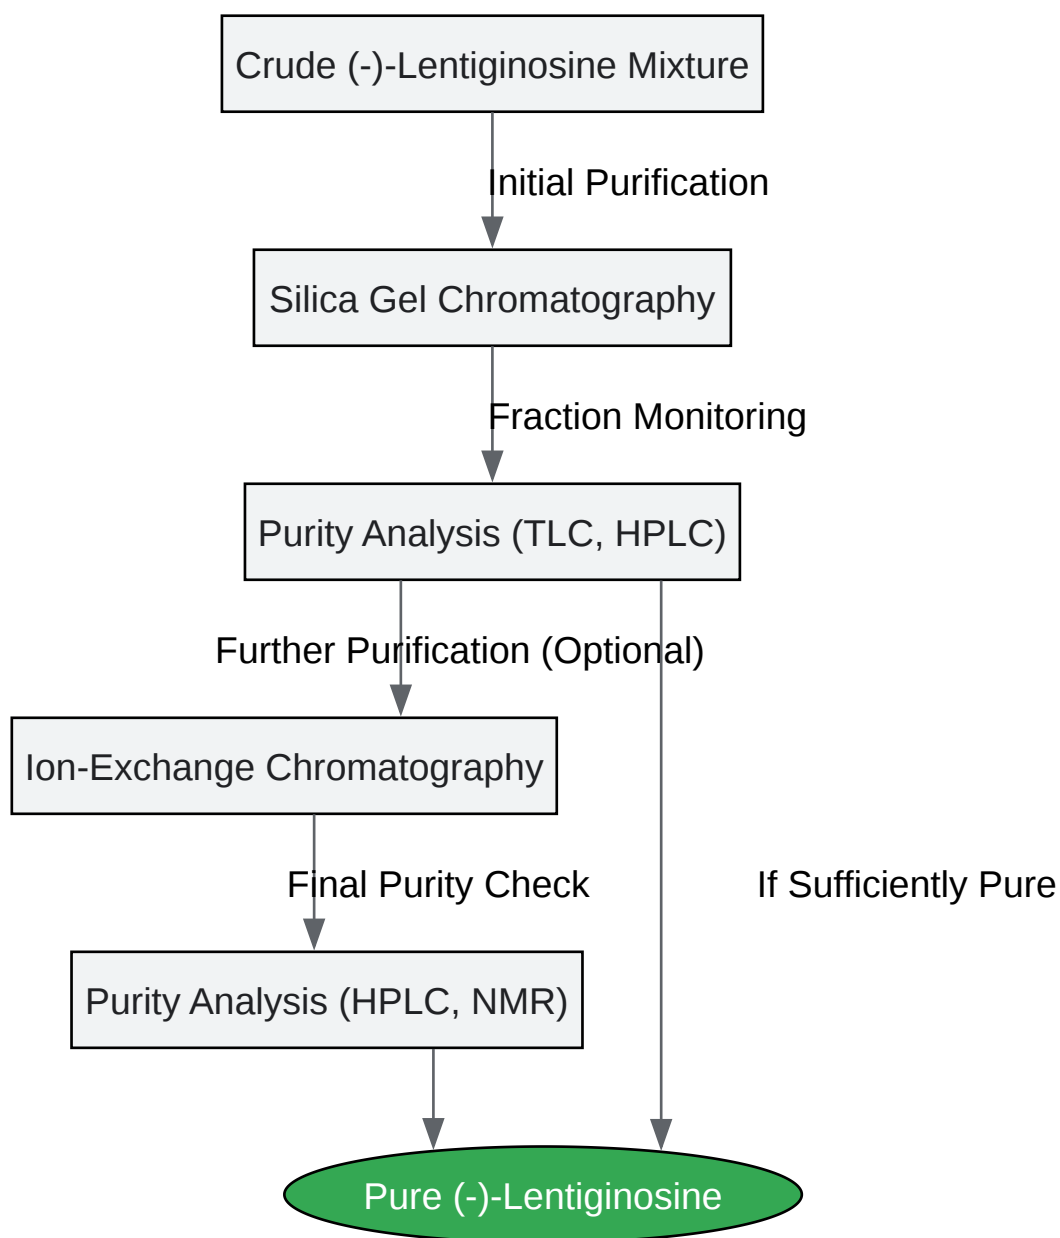 Crude (-)-Lentiginosine Mixture
Initial Purification
Silica Gel Chromatography
Fraction Monitoring
Purity Analysis (TLC, HPLC)
Further Purification (Optional)
Ion-Exchange Chromatography
Final Purity Check
If Sufficiently Pure
Purity Analysis (HPLC, NMR)
Pure (-)-Lentiginosine